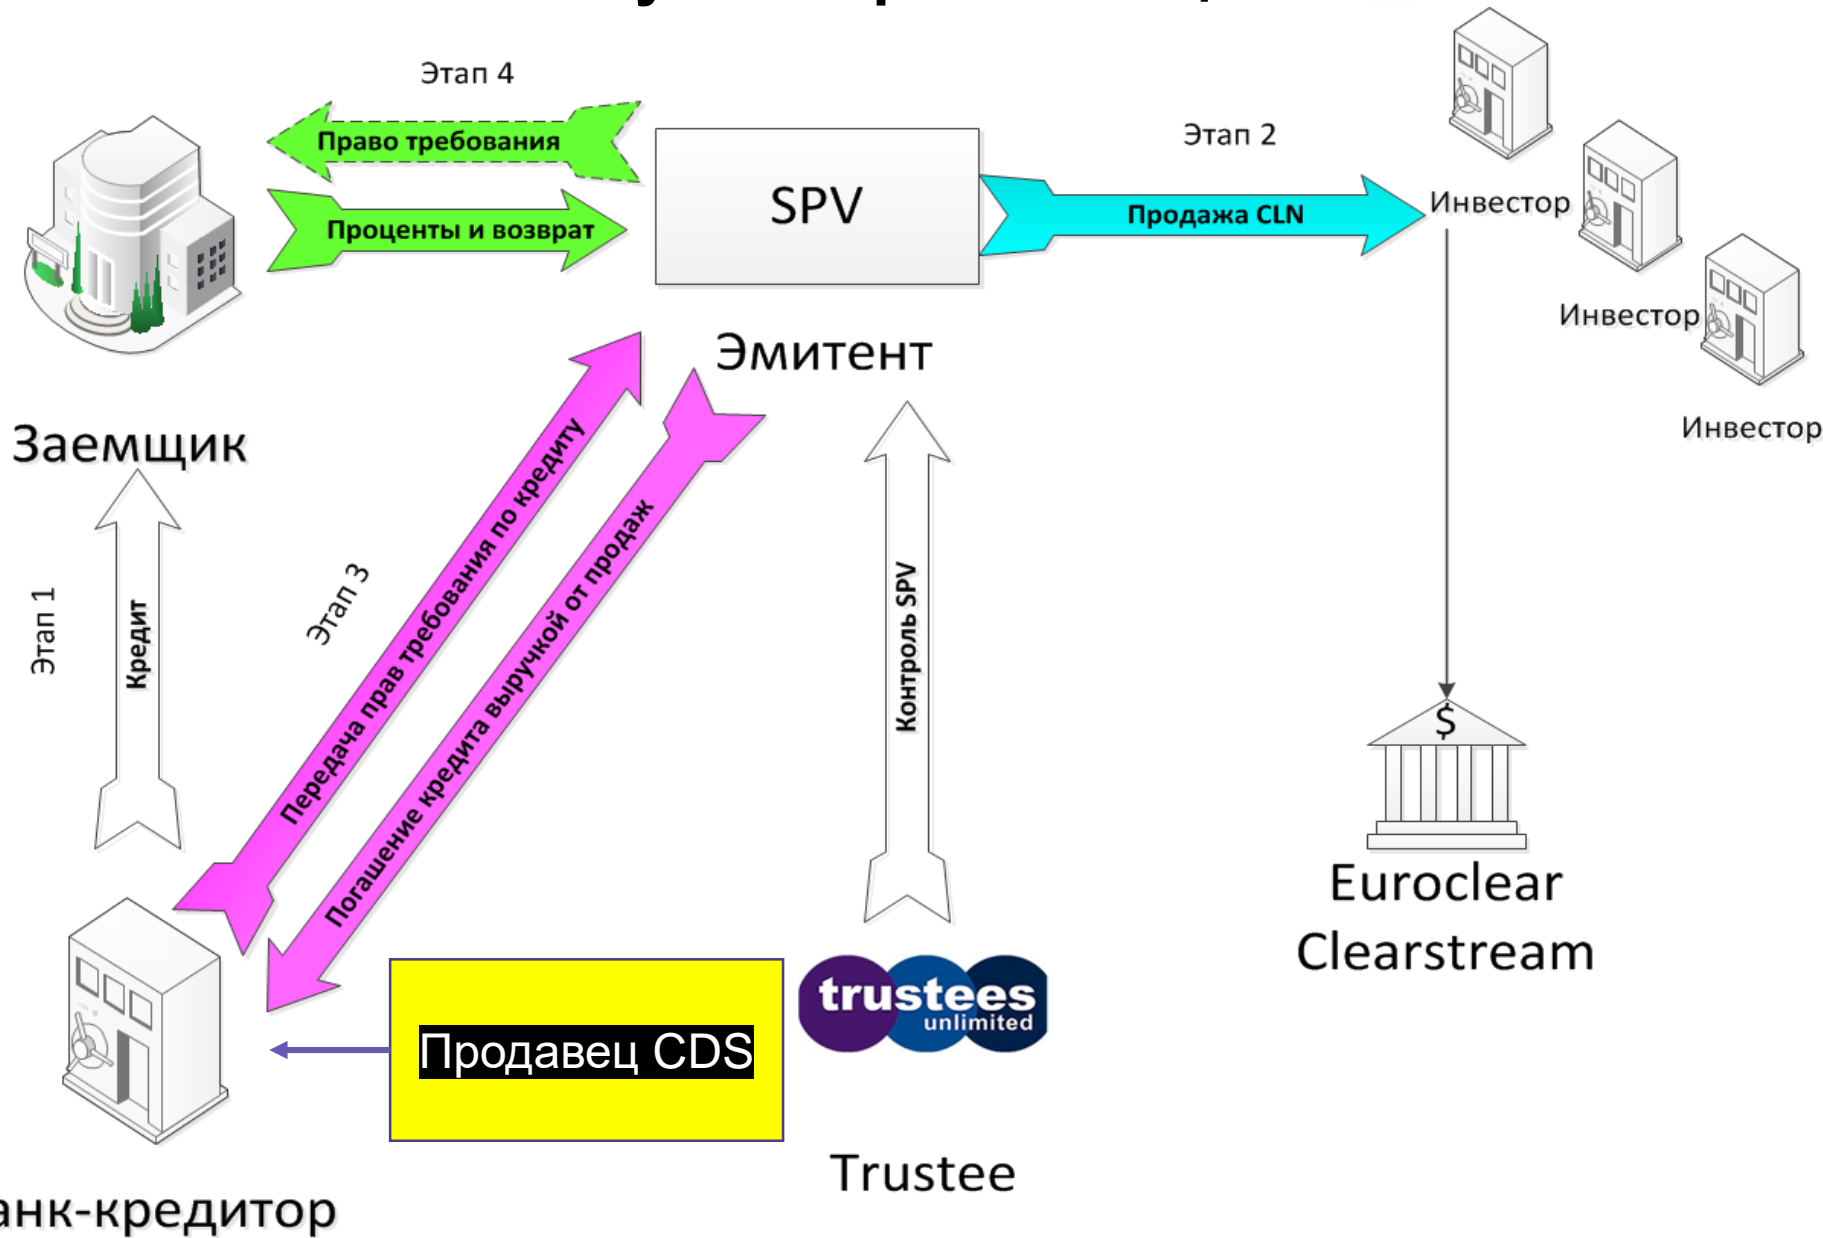 Этап 4
Право требования
Проценты и возврат
SPV
Эмитент
Этап 2
Продажа CLN
Инвестор
Инвестор
Инвестор
Заемщик
Этап 1
Кредит
Этап 3
Передача прав требования по кредиту
Погашение кредита выручкой от продаж
Контроль SPV
$
Euroclear
Clearstream
Продавец CDS
trustees
unlimited
Trustee
анк-кредитор